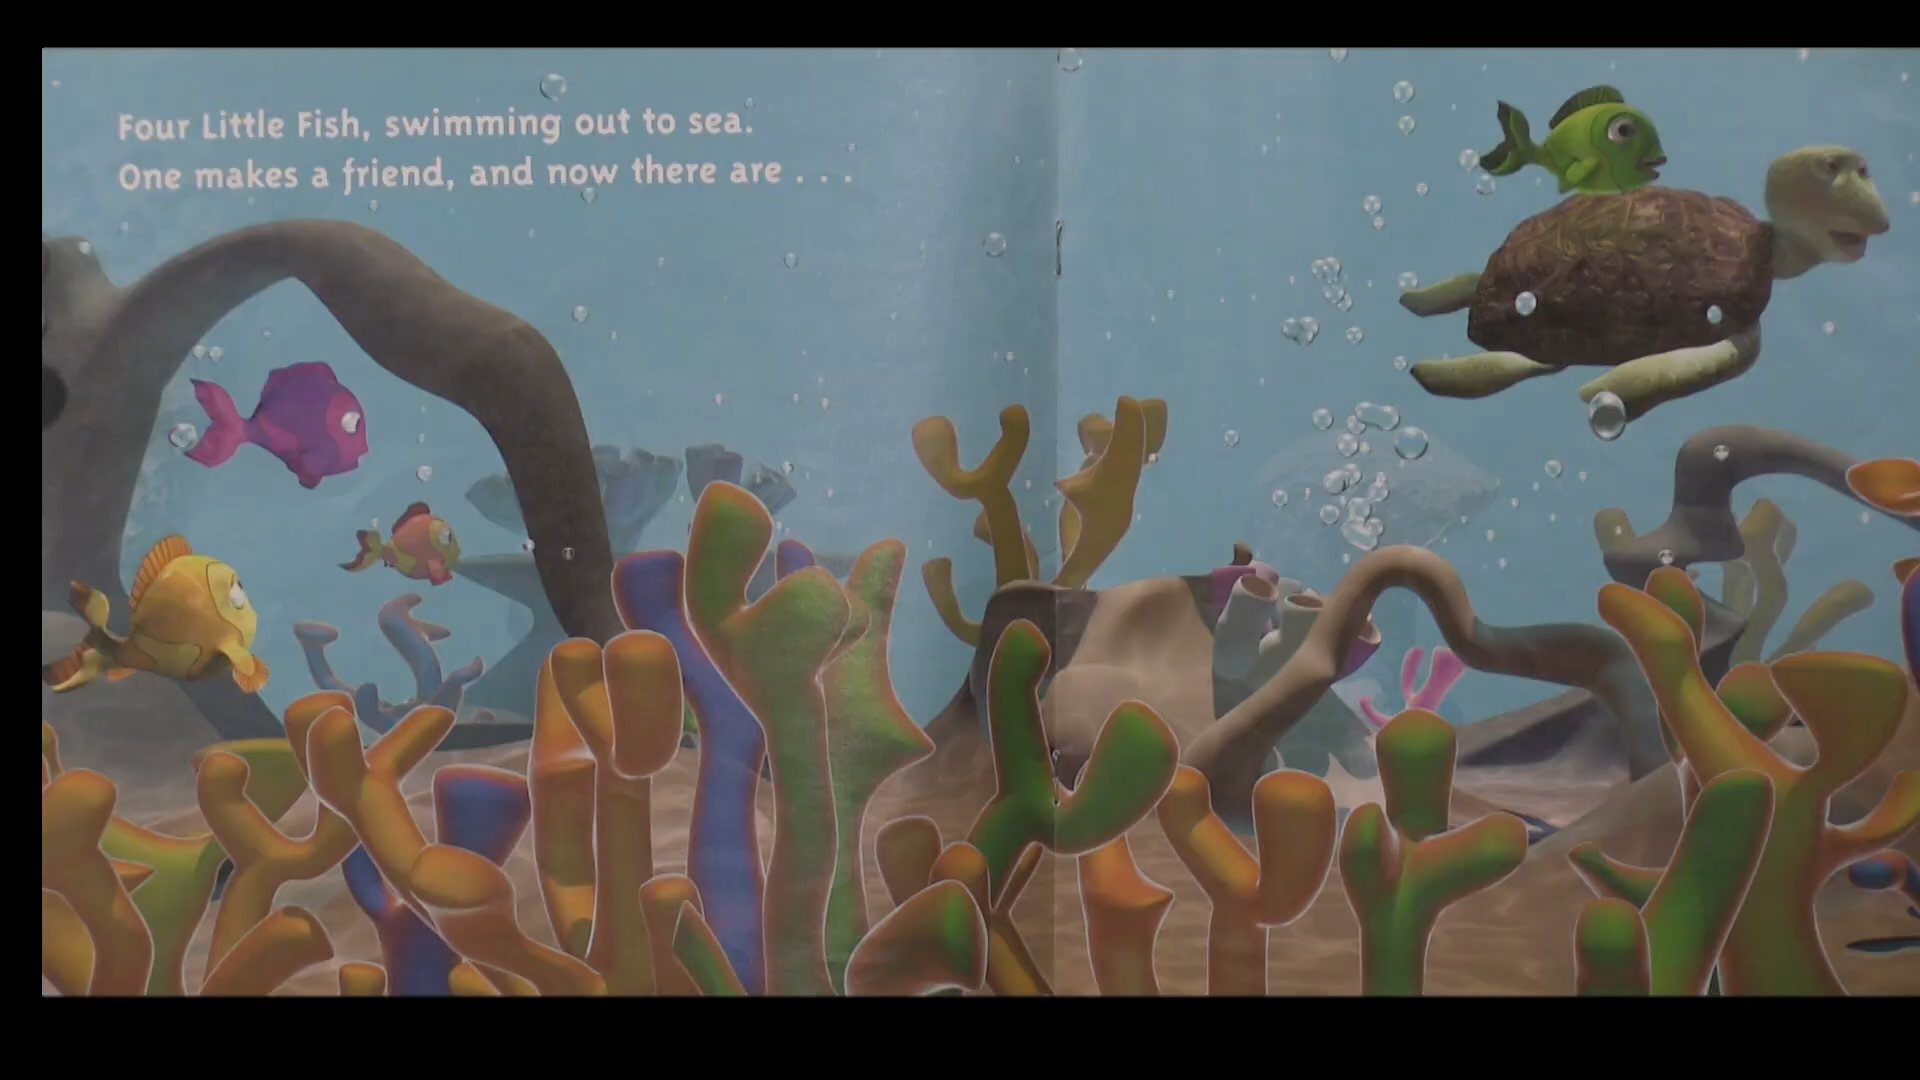 Four Little Fish, swimming out to sea.
One makes a friend, and now there are . . .